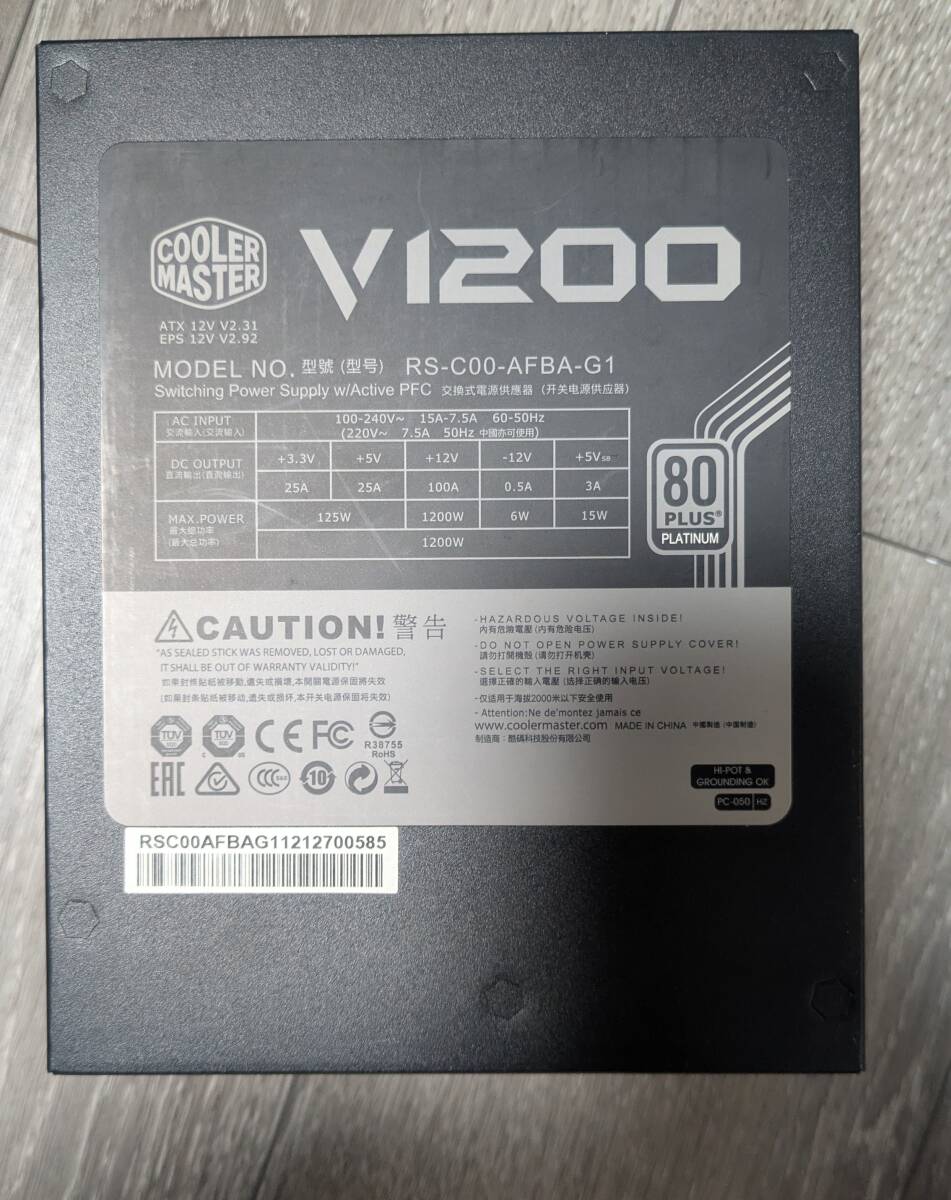 COOLER
MASTER
V1200
ATX 12V V2.31
EPS 12V V2.92
MODEL NO. 型號 (型号) RS-C00-AFBA-G1
Switching Power Supply w/Active PFC 交換式電源供應器 (开关电源供应器)
AC INPUT 100-240V~ 15A-7.5A 60-50Hz
交流輸入(交流输入) (220V~ 7.5A 50Hz 中國亦可使用)
DC OUTPUT +3.3V +5V +12V -12V +5VSB
直流輸出(直流输出) 25A 25A 100A 0.5A 3A
MAX.POWER 125W 1200W 6W 15W
最大總功率
(最大总功率) 1200W
80
PLUS®
PLATINUM
CAUTION! 警告
"AS SEALED STICK WAS REMOVED, LOST OR DAMAGED,
IT SHALL BE OUT OF WARRANTY VALIDITY!"
如棄封條貼紙被移動,遺失或損壞,本開關電源保固將失效
(如果封条贴纸被移动,遗失或损坏,本开关电源保固将失效)
-HAZARDOUS VOLTAGE INSIDE!
內有危險電壓 (内有危险电压)
-DO NOT OPEN POWER SUPPLY COVER!
請勿打開機殼 (请勿打开机壳)
-SELECT THE RIGHT INPUT VOLTAGE!
選擇正確的輸入電壓 (选择正确的输入电压)
-仅适用于海拔2000米以下安全使用
- Attention:Ne de'montez jamais ce
www.coolermaster.com MADE IN CHINA 中國製造 (中国制造)
制造商：酷碼科技股份有限公司
TÜV
TÜV
C US
CE FC
R38755
RoHS
EAC
CCC
10
HI-POT &
GROUNDING OK
PC-050 HZ
RSC00AFBAG11212700585